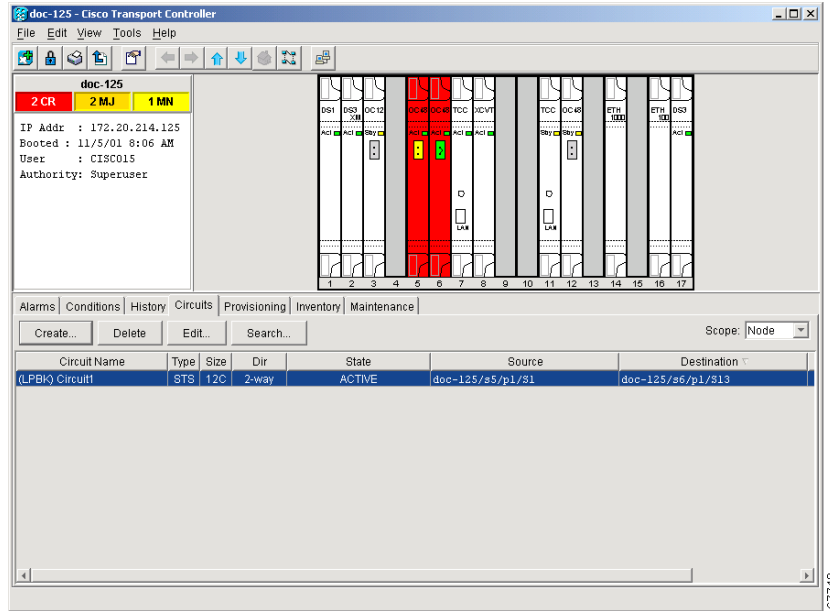 doc-125 - Cisco Transport Controller
File Edit View Tools Help
doc-125
2 CR 2 MJ 1 MN
IP Addr : 172.20.214.125
Booted : 11/5/01 8:06 AM
User : CISCO15
Authority: Superuser
DS1 DS3 XM OC12 OC48 OC48 TCC XCVT TCC OC48 ETH 1000 ETH 100 DS3
Act Act Sby Act Act Act Act Sby Sby Act Act Act
LAN LAN
1 2 3 4 5 6 7 8 9 10 11 12 13 14 15 16 17
Alarms Conditions History Circuits Provisioning Inventory Maintenance
Create... Delete Edit... Search... Scope: Node
Circuit Name Type Size Dir State Source Destination
(LPBK) Circuit1 STS 12C 2-way ACTIVE doc-125/s5/p1/S1 doc-125/s6/p1/S13